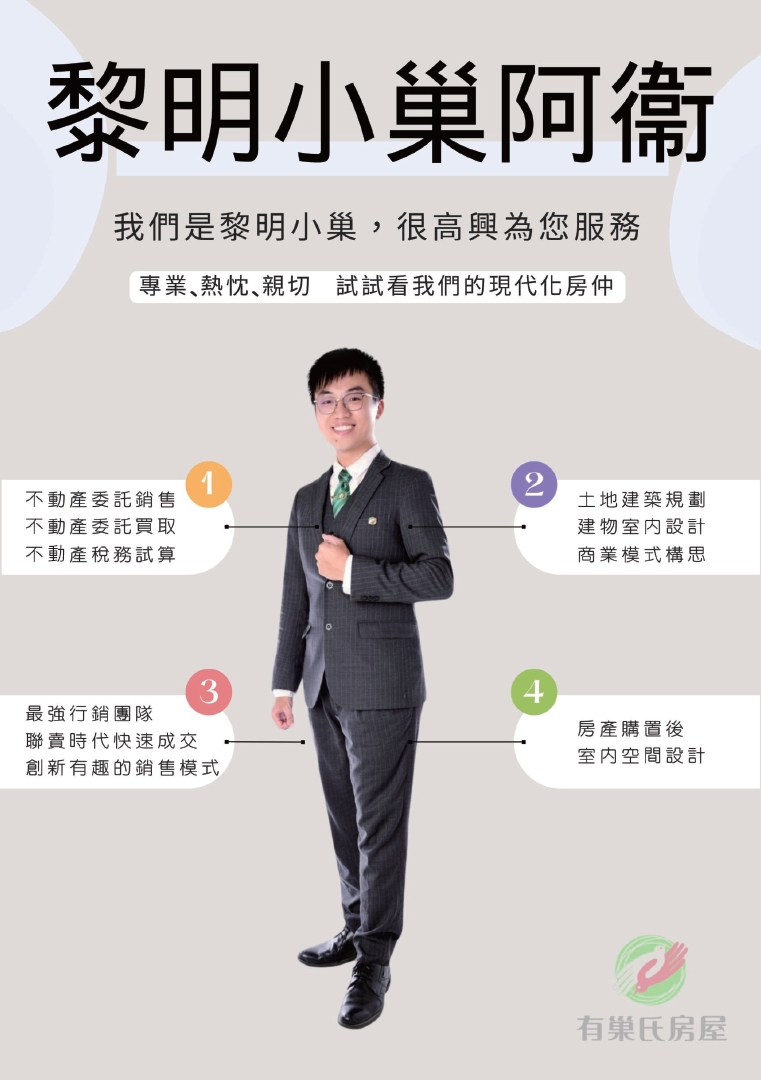 黎明小巢阿衞
我們是黎明小巢，很高興為您服務
專業、熱忱、親切　試試看我們的現代化房仲
1
不動產委託銷售
不動產委託買取
不動產稅務試算
2
土地建築規劃
建物室內設計
商業模式構思
3
最強行銷團隊
聯賣時代快速成交
創新有趣的銷售模式
4
房產購置後
室內空間設計
有巢氏房屋